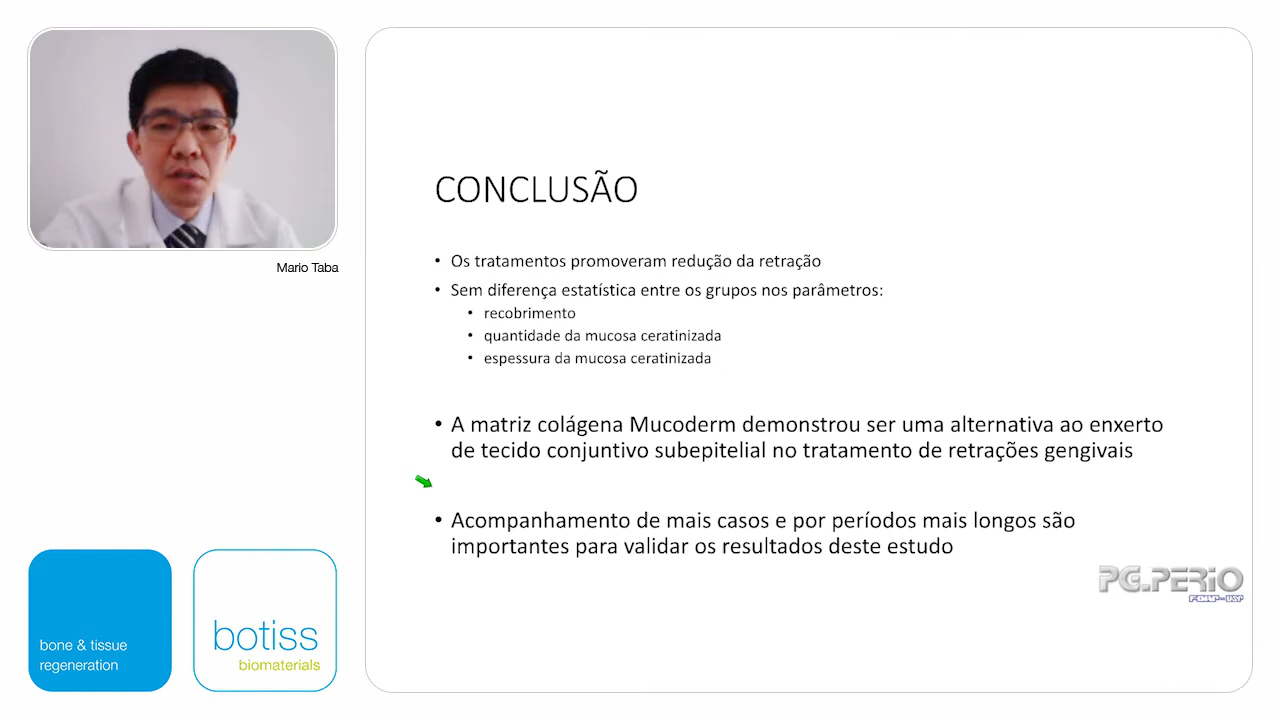 Mario Taba
CONCLUSÃO
• Os tratamentos promoveram redução da retração
• Sem diferença estatística entre os grupos nos parâmetros:
• recobrimento
• quantidade da mucosa ceratinizada
• espessura da mucosa ceratinizada
• A matriz colágena Mucoderm demonstrou ser uma alternativa ao enxerto
de tecido conjuntivo subepitelial no tratamento de retrações gengivais
• Acompanhamento de mais casos e por períodos mais longos são
importantes para validar os resultados deste estudo
PG.PERIO
FORP-USP
bone & tissue
regeneration
botiss
biomaterials